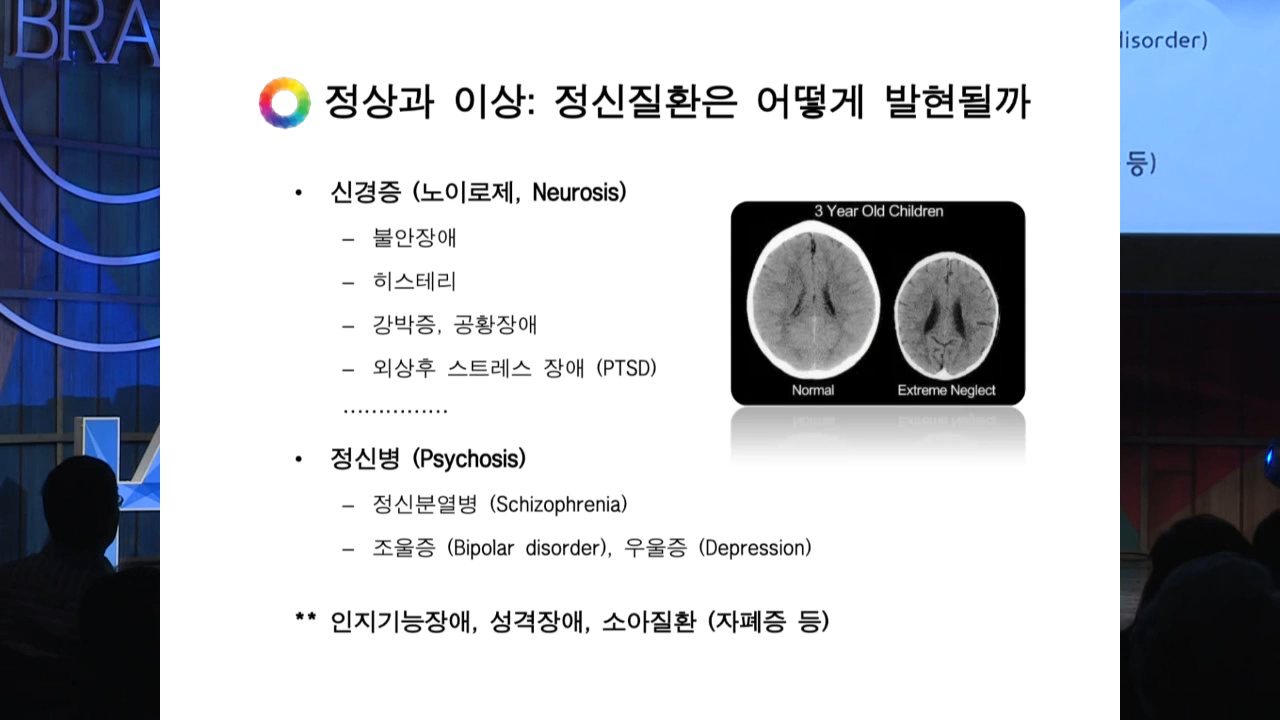 BRA
정상과 이상: 정신질환은 어떻게 발현될까
• 신경증 (노이로제, Neurosis)
– 불안장애
– 히스테리
– 강박증, 공황장애
– 외상후 스트레스 장애 (PTSD)
……………
• 정신병 (Psychosis)
– 정신분열병 (Schizophrenia)
– 조울증 (Bipolar disorder), 우울증 (Depression)
** 인지기능장애, 성격장애, 소아질환 (자폐증 등)
3 Year Old Children
Normal
Extreme Neglect
disorder)
등)